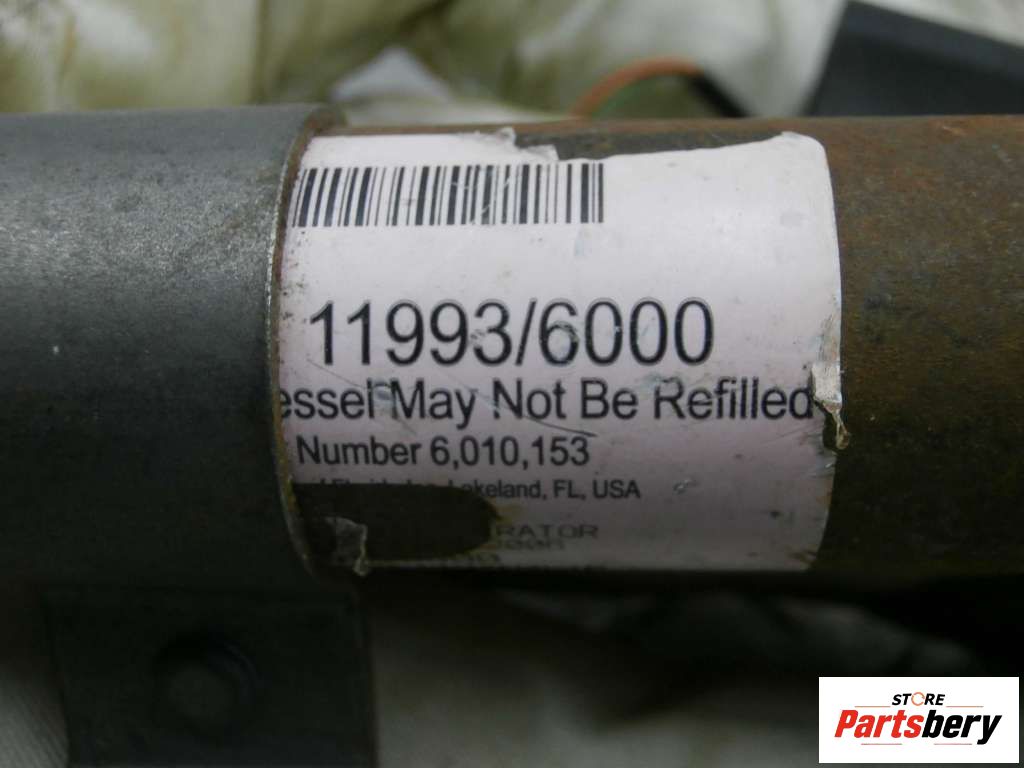 11993/6000
essel May Not Be Refilled
Number 6,010,153
Lakeland, FL, USA
RATOR
STORE
Partsbery